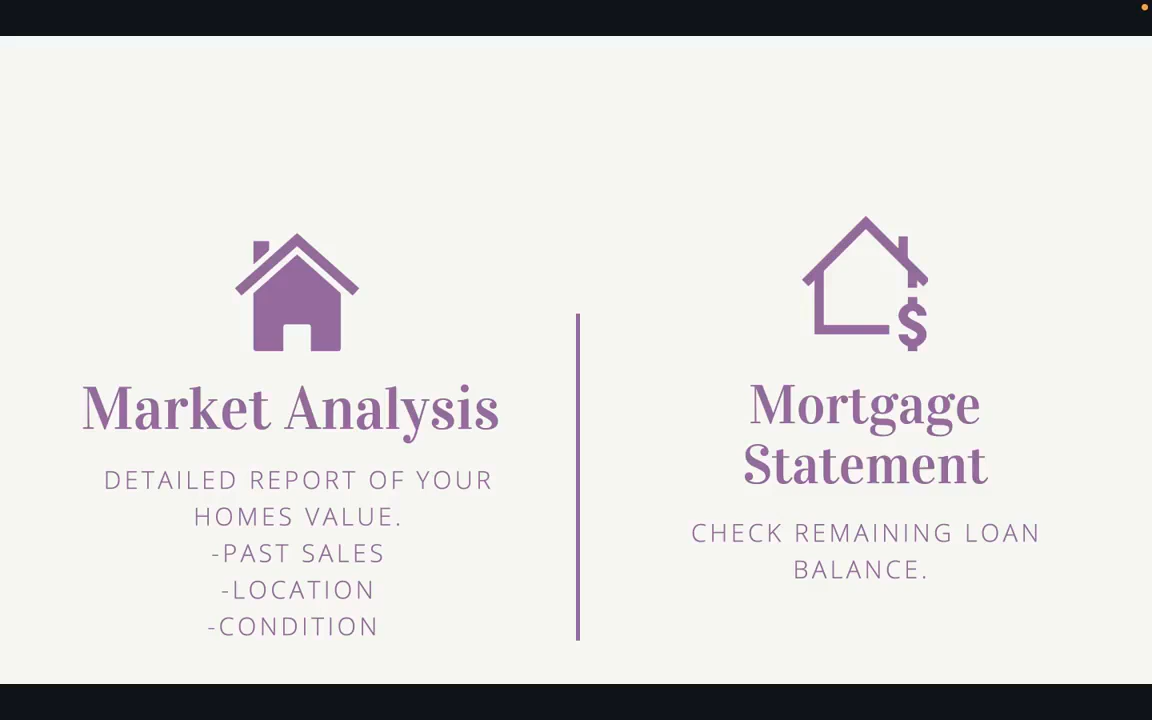 Market Analysis
DETAILED REPORT OF YOUR
HOMES VALUE.
-PAST SALES
-LOCATION
-CONDITION
Mortgage
Statement
CHECK REMAINING LOAN
BALANCE.